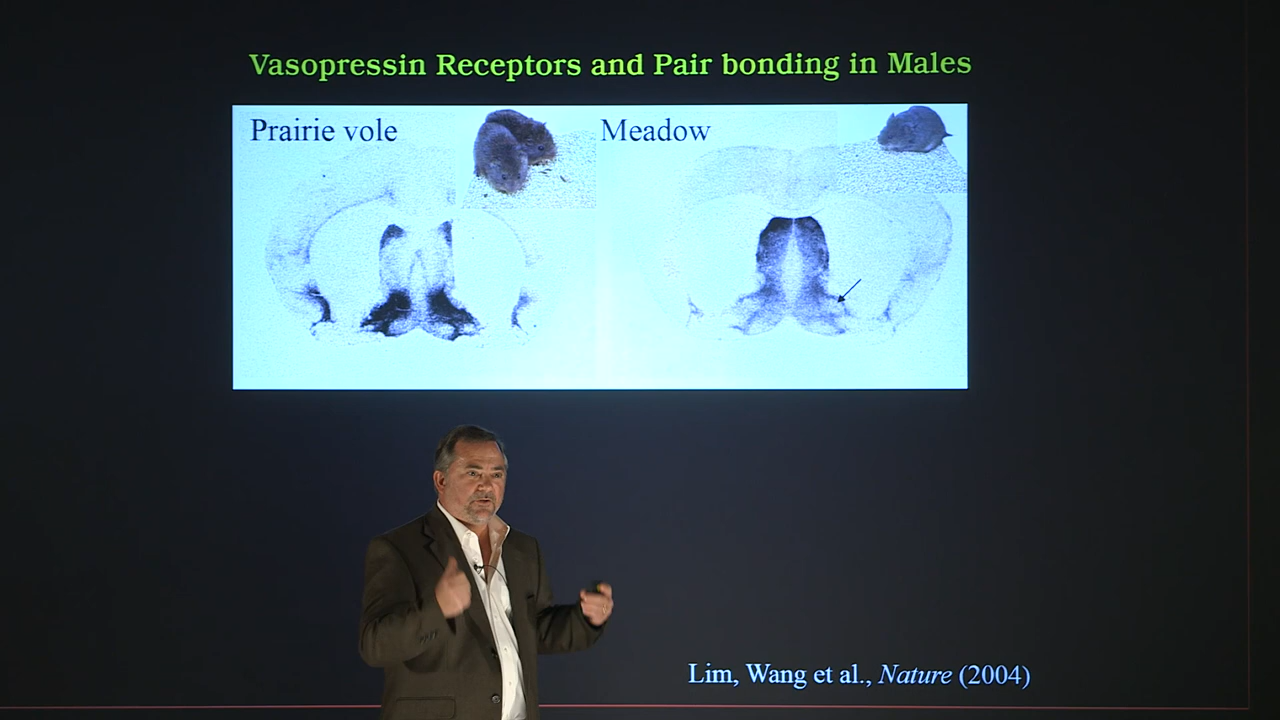 Vasopressin Receptors and Pair bonding in Males
Prairie vole
Meadow
Lim, Wang et al., Nature (2004)